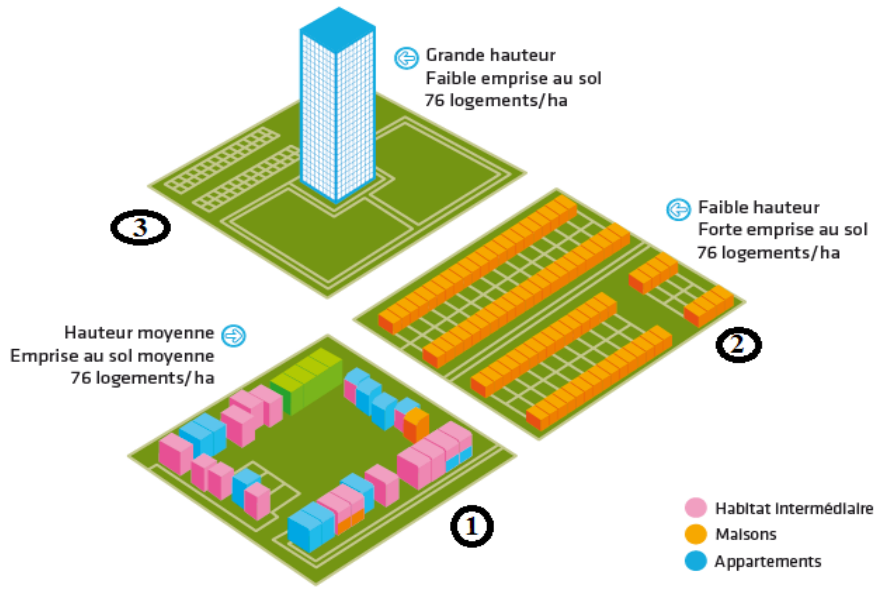 Grande hauteur
Faible emprise au sol
76 logements/ha
3
Faible hauteur
Forte emprise au sol
76 logements/ha
2
Hauteur moyenne
Emprise au sol moyenne
76 logements/ha
1
Habitat Intermédiaire
Maisons
Appartements